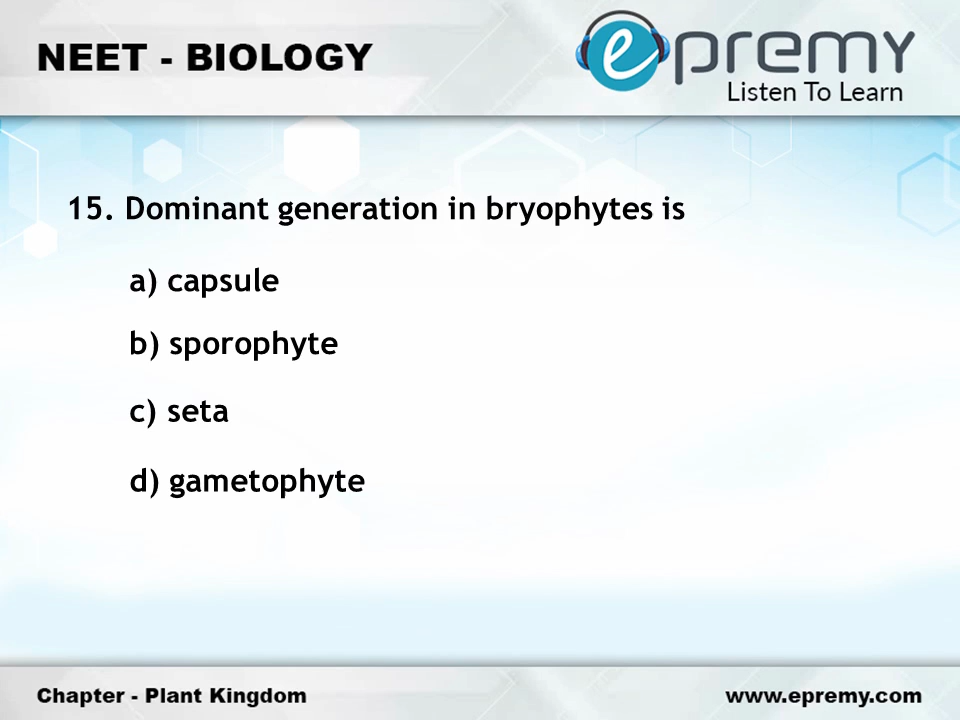 NEET - BIOLOGY
epremy
Listen To Learn
15. Dominant generation in bryophytes is
a) capsule
b) sporophyte
c) seta
d) gametophyte
Chapter - Plant Kingdom
www.epremy.com